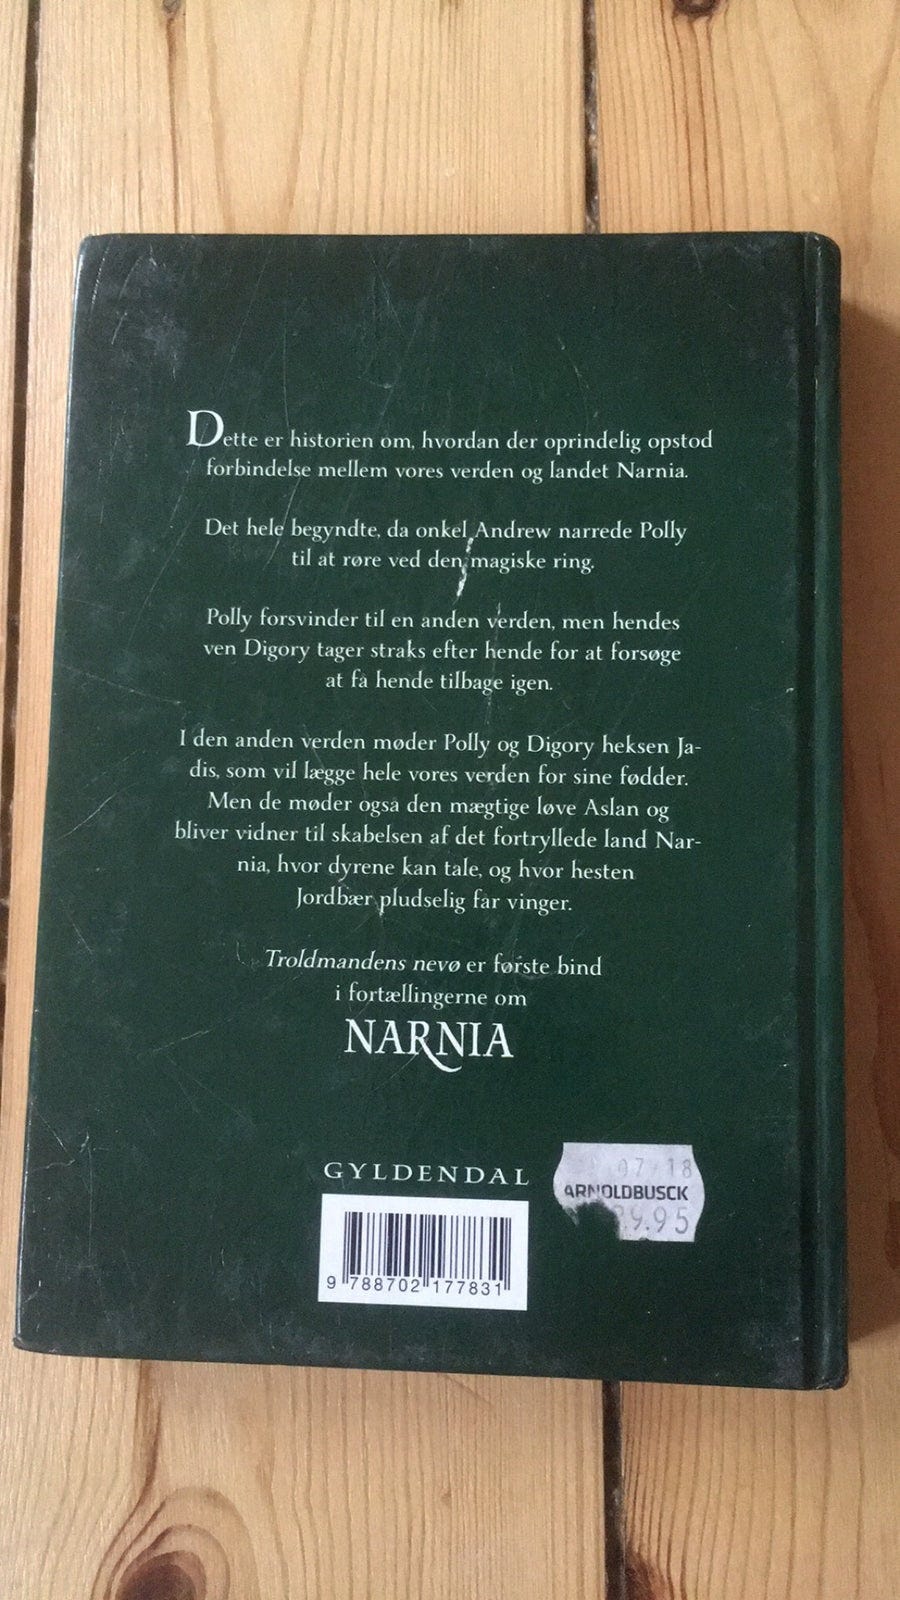 Dette er historien om, hvordan der oprindelig opstod
forbindelse mellem vores verden og landet Narnia.
Det hele begyndte, da onkel Andrew narrede Polly
til at røre ved den magiske ring.
Polly forsvinder til en anden verden, men hendes
ven Digory tager straks efter hende for at forsøge
at få hende tilbage igen.
I den anden verden møder Polly og Digory heksen Ja-
dis, som vil lægge hele vores verden for sine fødder.
Men de møder også den mægtige løve Aslan og
bliver vidner til skabelsen af det fortryllede land Nar-
nia, hvor dyrene kan tale, og hvor hesten
Jordbær pludselig får vinger.
Troldmandens nevø er første bind
i fortællingerne om
NARNIA
GYLDENDAL
07 18
ARNOLDBUSCK
9.95
9 788702 177831